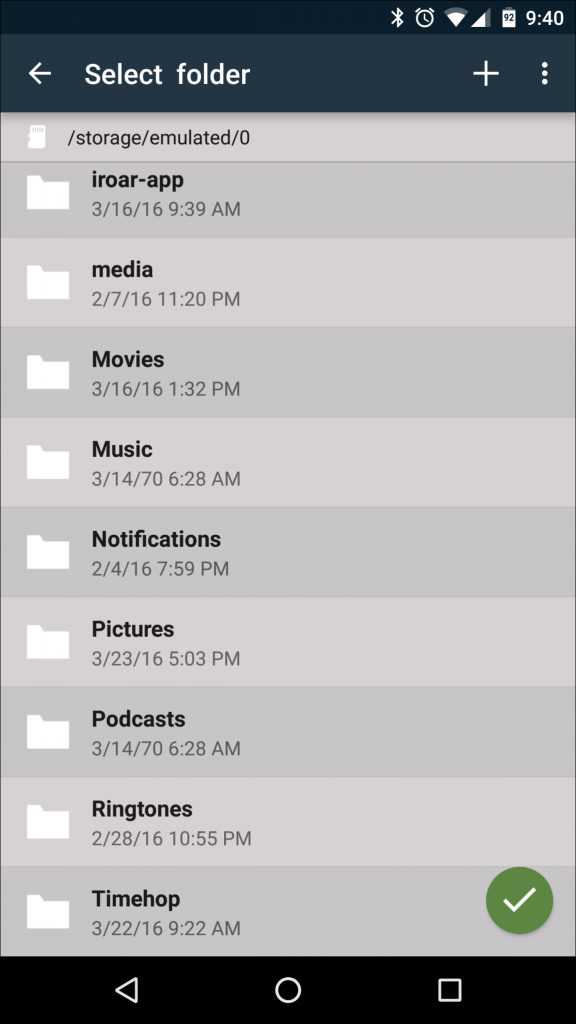 92 9:40
Select folder
/storage/emulated/0
iroar-app
3/16/16 9:39 AM
media
2/7/16 11:20 PM
Movies
3/16/16 1:32 PM
Music
3/14/70 6:28 AM
Notifications
2/4/16 7:59 PM
Pictures
3/23/16 5:03 PM
Podcasts
3/14/70 6:28 AM
Ringtones
2/28/16 10:55 PM
Timehop
3/22/16 9:22 AM